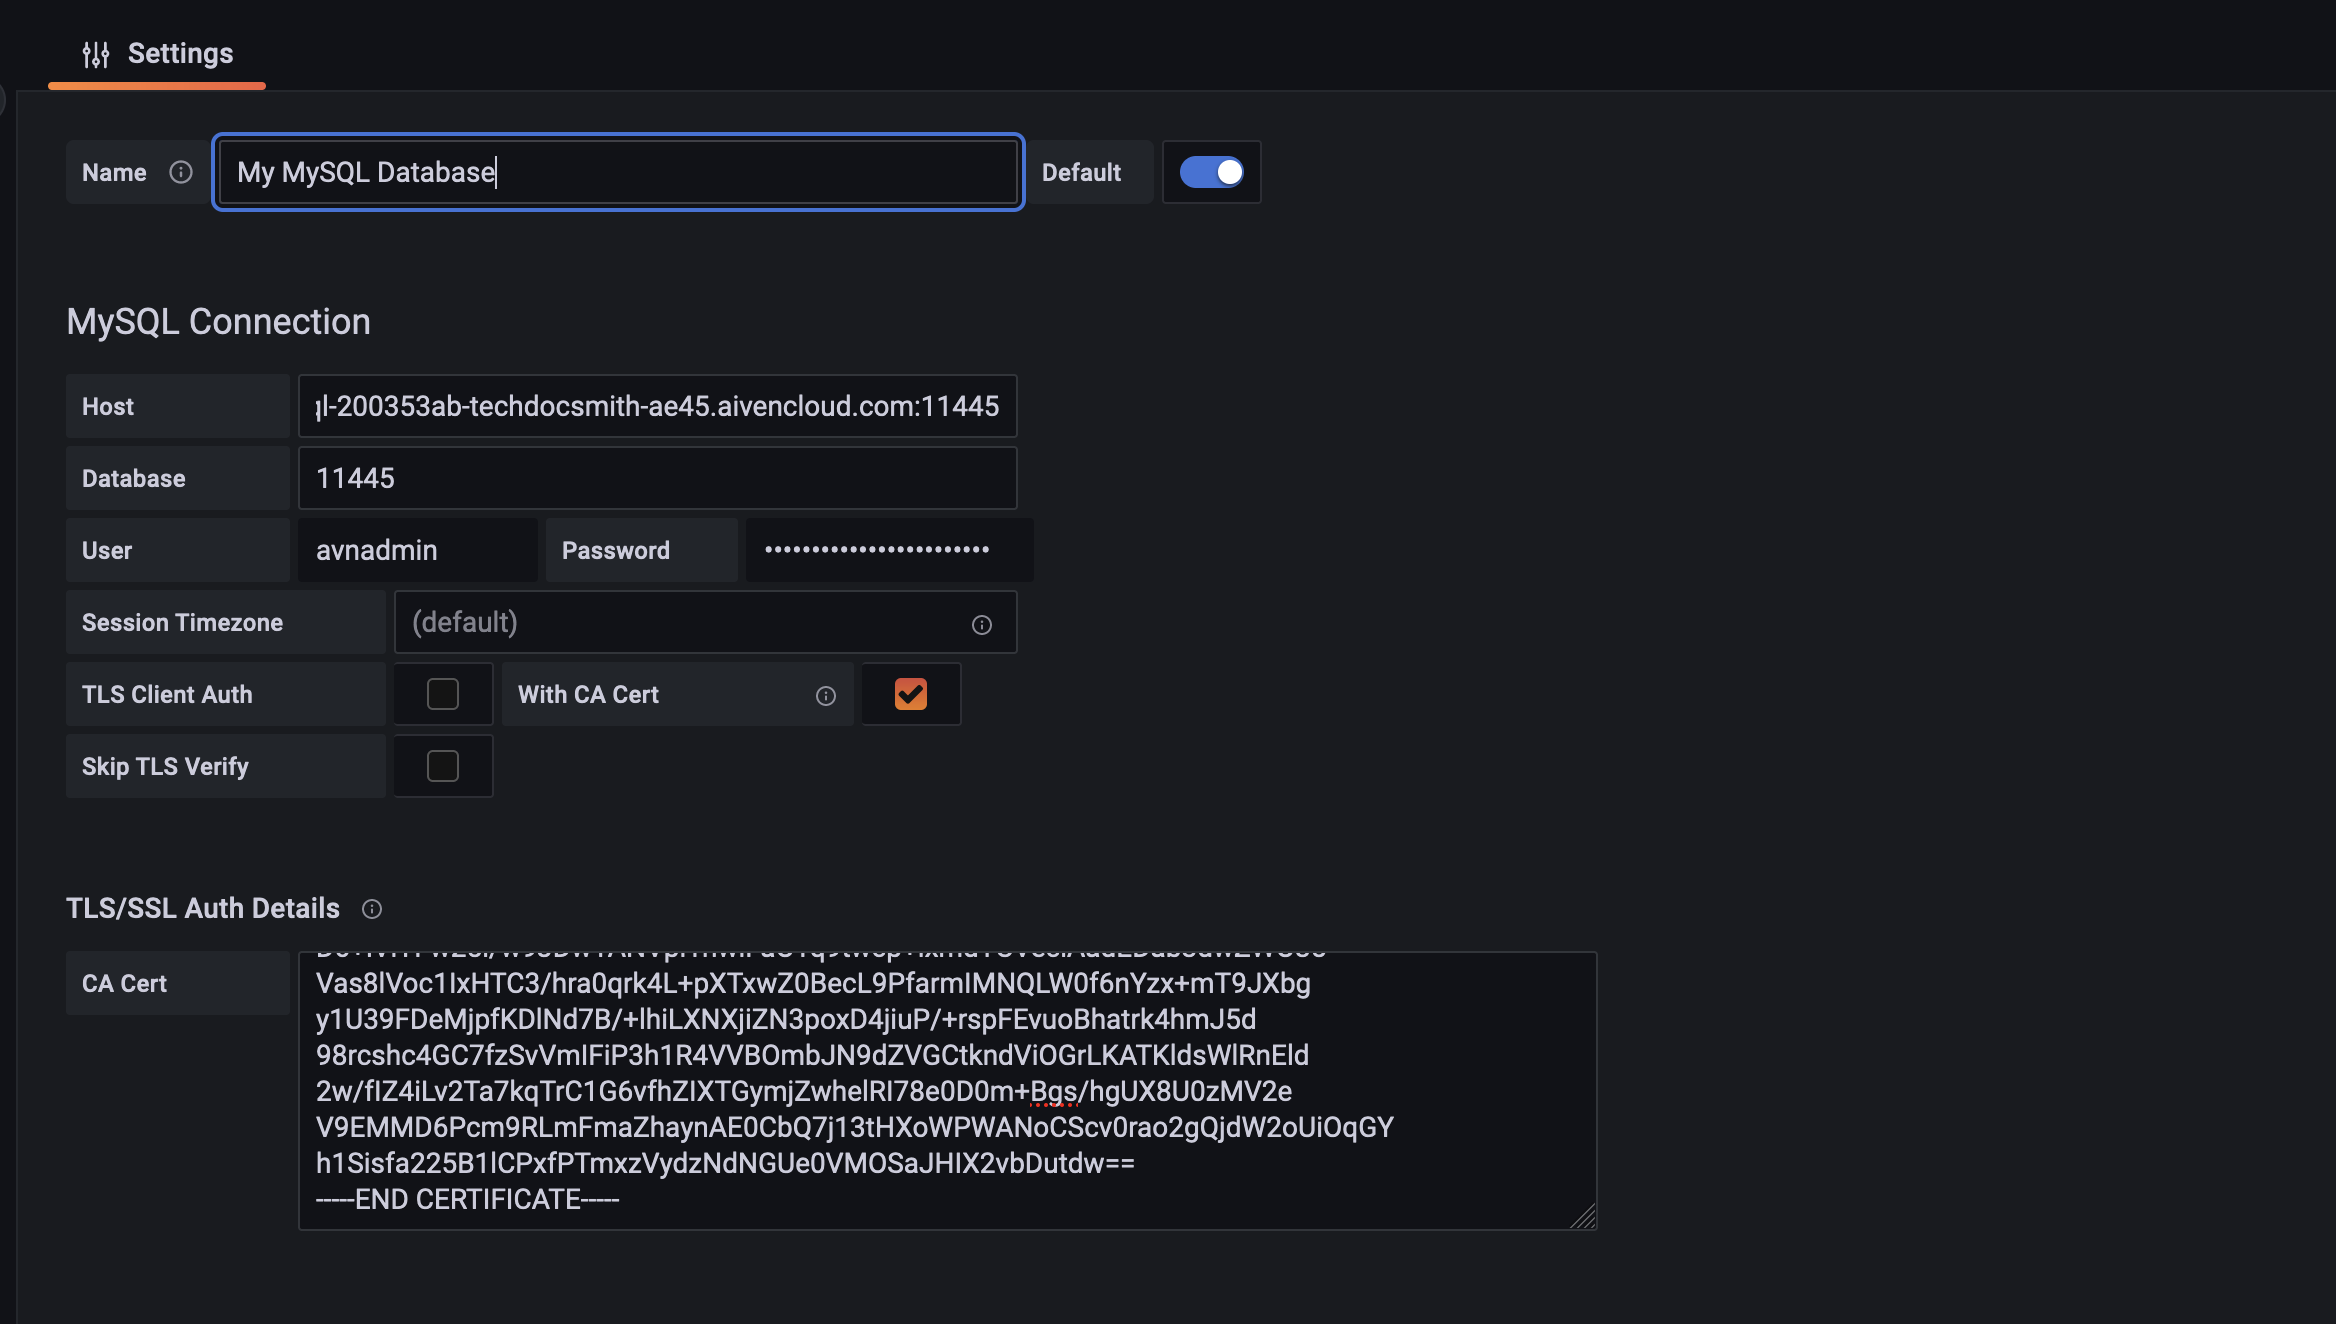 Settings
Name
My MySQL Database
Default
MySQL Connection
Host
ql-200353ab-techdocsmith-ae45.aivencloud.com:11445
Database
11445
User
avnadmin
Password
••••••••••••••••••••••••
Session Timezone
(default)
TLS Client Auth
With CA Cert
Skip TLS Verify
TLS/SSL Auth Details
CA Cert
Vas8lVoc1IxHTC3/hra0qrk4L+pXTxwZ0BecL9PfarmIMNQLW0f6nYzx+mT9JXbg
y1U39FDeMjpfKDlNd7B/+lhiLXNXjiZN3poxD4jiuP/+rspFEvuoBhatrk4hmJ5d
98rcshc4GC7fzSvVmIFiP3h1R4VVBOmbJN9dZVGCtkndViOGrLKATKldsWlRnEld
2w/fIZ4iLv2Ta7kqTrC1G6vfhZIXTGymjZwhelRI78e0D0m+Bgs/hgUX8U0zMV2e
V9EMMD6Pcm9RLmFmaZhaynAE0CbQ7j13tHXoWPWANoCScv0rao2gQjdW2oUiOqGY
h1Sisfa225B1lCPxfPTmxzVydzNdNGUe0VMOSaJHIX2vbDutdw==
-----END CERTIFICATE-----